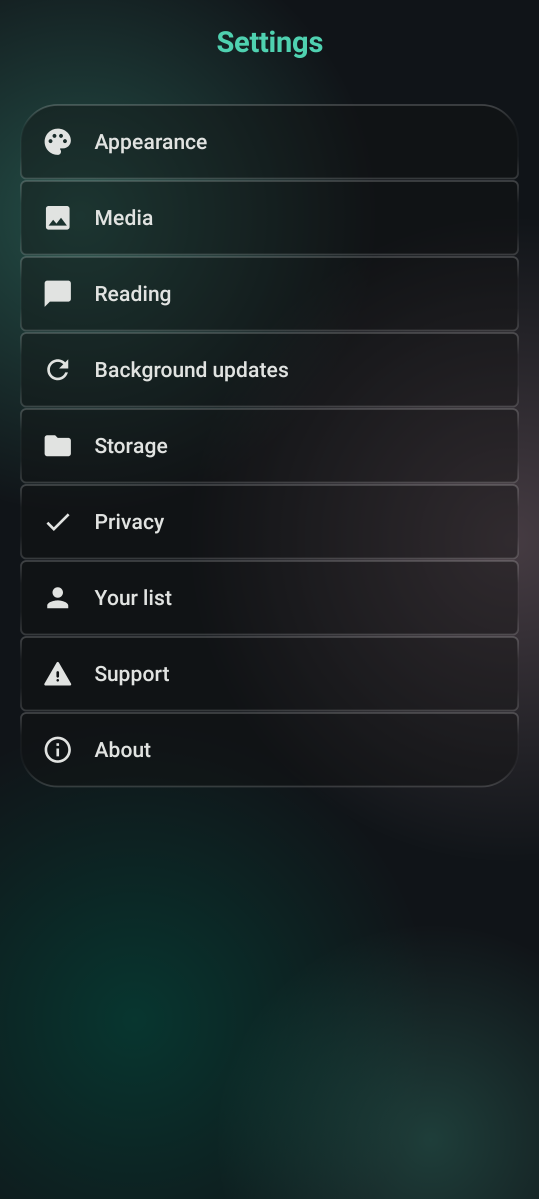 Settings
Appearance
Media
Reading
Background updates
Storage
Privacy
Your list
Support
About